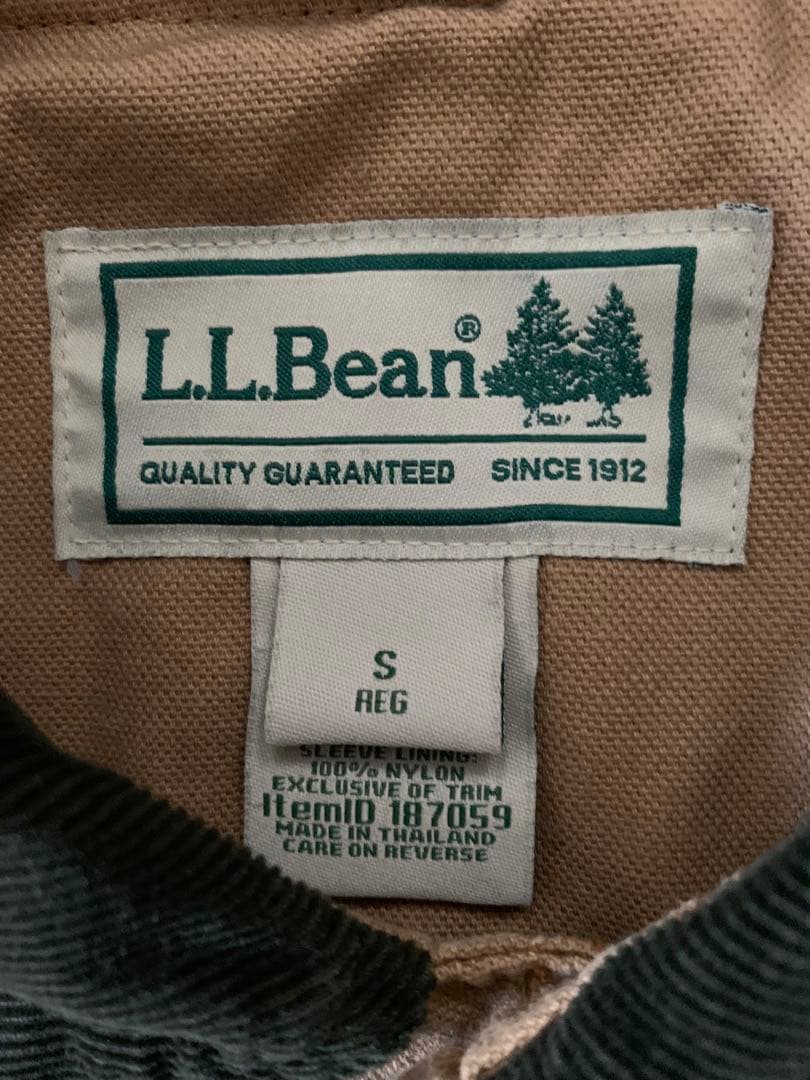 L.L.Bean®
QUALITY GUARANTEED SINCE 1912
S
REG
SLEEVE LINING:
100% NYLON
EXCLUSIVE OF TRIM
ItemID 187059
MADE IN THAILAND
CARE ON REVERSE